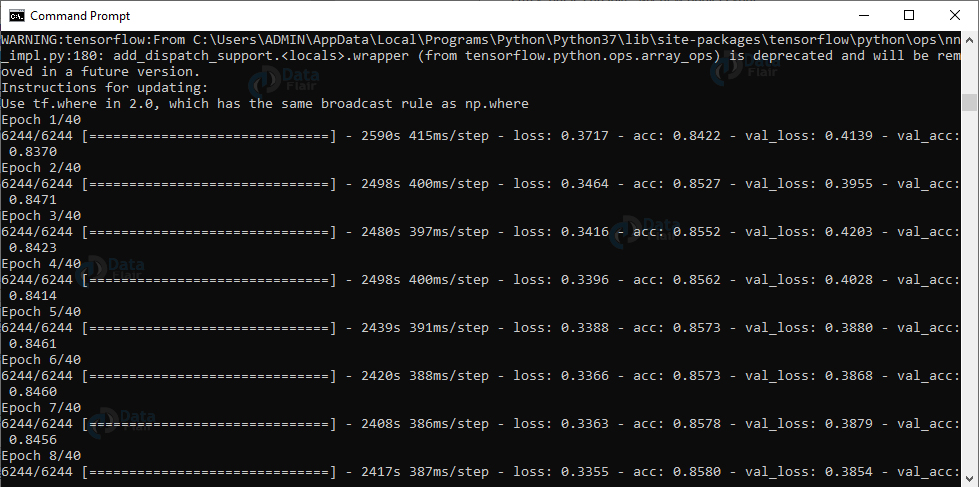 Command Prompt
WARNING:tensorflow:From C:\Users\ADMIN\AppData\Local\Programs\Python\Python37\lib\site-packages\tensorflow\python\ops\nn
_impl.py:180: add_dispatch_support.<locals>.wrapper (from tensorflow.python.ops.array_ops) is deprecated and will be rem
oved in a future version.
Instructions for updating:
Use tf.where in 2.0, which has the same broadcast rule as np.where
Epoch 1/40
6244/6244 [==============================] - 2590s 415ms/step - loss: 0.3717 - acc: 0.8422 - val_loss: 0.4139 - val_acc:
0.8370
Epoch 2/40
6244/6244 [==============================] - 2498s 400ms/step - loss: 0.3464 - acc: 0.8527 - val_loss: 0.3955 - val_acc:
0.8471
Epoch 3/40
6244/6244 [==============================] - 2480s 397ms/step - loss: 0.3416 - acc: 0.8552 - val_loss: 0.4203 - val_acc:
0.8423
Epoch 4/40
6244/6244 [==============================] - 2498s 400ms/step - loss: 0.3396 - acc: 0.8562 - val_loss: 0.4028 - val_acc:
0.8414
Epoch 5/40
6244/6244 [==============================] - 2439s 391ms/step - loss: 0.3388 - acc: 0.8573 - val_loss: 0.3880 - val_acc:
0.8461
Epoch 6/40
6244/6244 [==============================] - 2420s 388ms/step - loss: 0.3366 - acc: 0.8573 - val_loss: 0.3868 - val_acc:
0.8460
Epoch 7/40
6244/6244 [==============================] - 2408s 386ms/step - loss: 0.3363 - acc: 0.8578 - val_loss: 0.3879 - val_acc:
0.8456
Epoch 8/40
6244/6244 [==============================] - 2417s 387ms/step - loss: 0.3355 - acc: 0.8580 - val_loss: 0.3854 - val_acc:
Data
Flair
Data
Flair
Data
Flair
Data
Flair